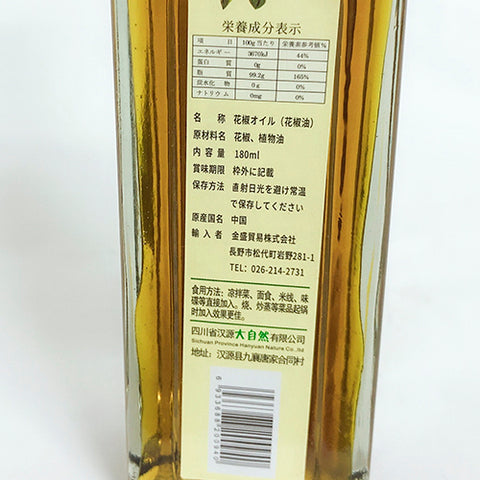 栄養成分表示
項 目 100g当たり 栄養素参考値%
エネルギー 3670kJ 44%
蛋白 質 0g 0%
脂 質 99.2g 165%
炭水化 物 0g 0%
ナトリウ ム 0mg 0%
名 称 花椒オイル（花椒油）
原材料名 花椒、植物油
内 容 量 180ml
賞味期限 枠外に記載
保存方法 直射日光を避け常温
で保存してください
原産国名 中国
輸 入 者 金盛貿易株式会社
長野市松代町岩野281-1
TEL：026-214-2731
食用方法：凉拌菜、面食、米线、味
碟等直接加入。烧、炒蒸等菜品起锅
时加入效果更佳。
四川省汉源大自然有限公司
Sichuan Province Hanyuan Nature Co.,ltd
地址：汉源县九襄唐家合同村
6933688200940